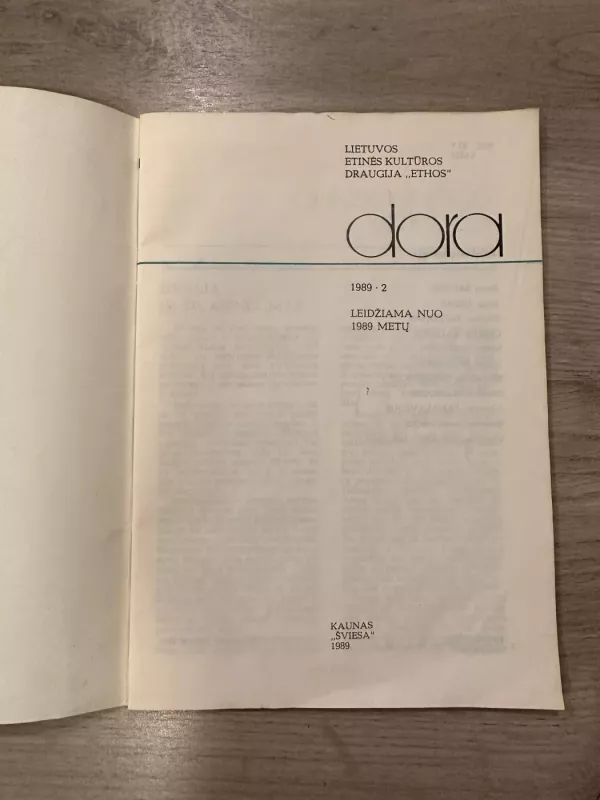 LIETUVOS
ETINĖS KULTŪROS
DRAUGIJA „ETHOS“
dora
1989 · 2
LEIDŽIAMA NUO
1989 METŲ
KAUNAS
„ŠVIESA“
1989